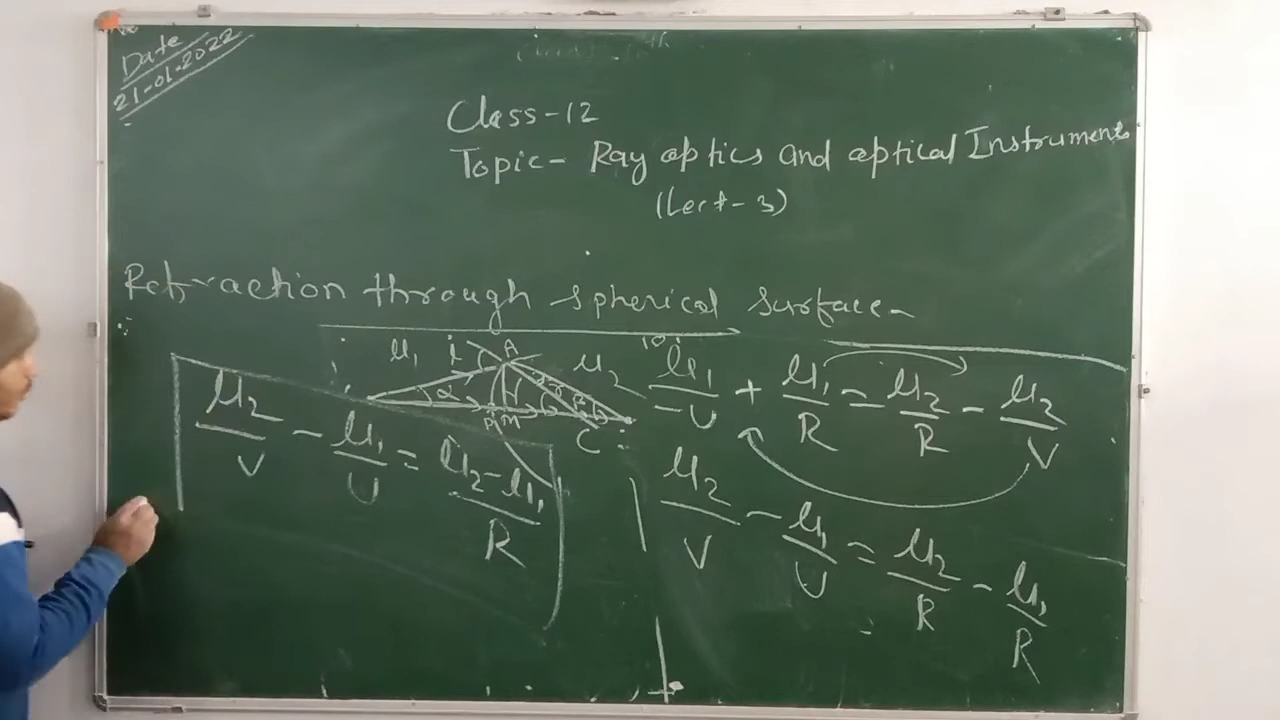 Date
21-01-2022
Class-12
Topic- Ray optics and optical Instruments
(Lect-3)
Refraction through spherical surface-
μ₁ i A μ₂
α M C
μ₁/-u + μ₁/R = μ₂/R - μ₂/v
μ₂/v - μ₁/u = μ₂/R - μ₁/R
μ₂/v - μ₁/u = μ₂-μ₁/R